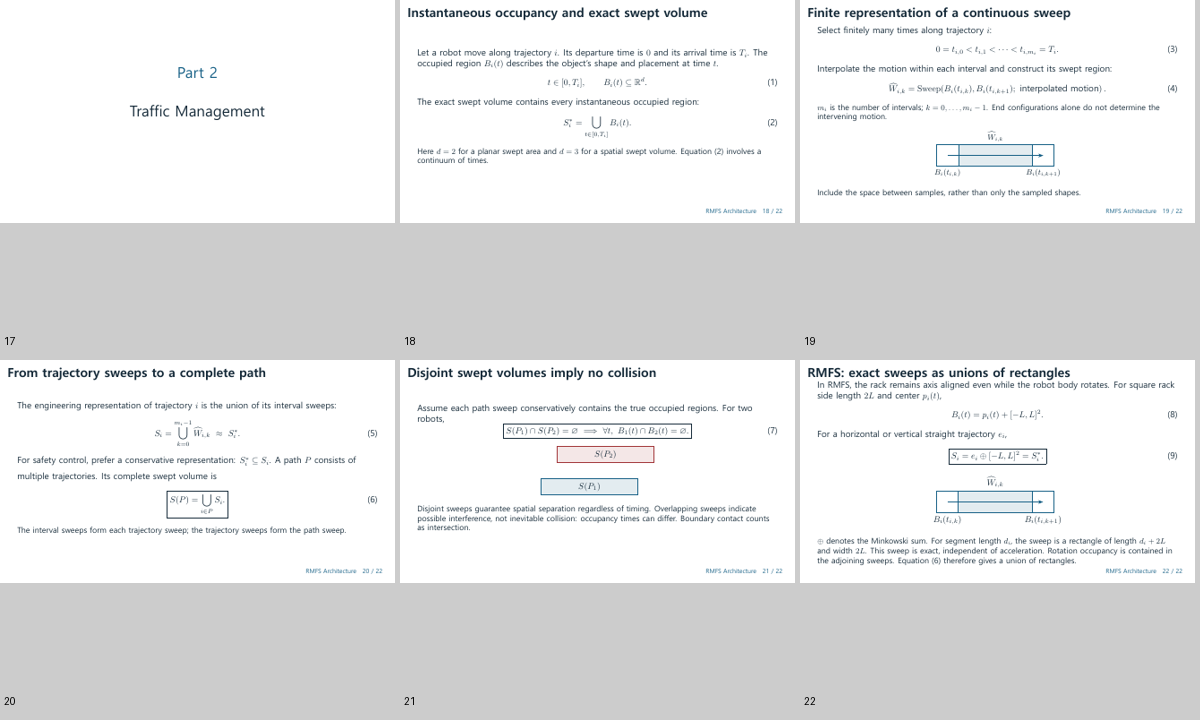 Part 2
Traffic Management
17
Instantaneous occupancy and exact swept volume
Let a robot move along trajectory i. Its departure time is 0 and its arrival time is T_i. The
occupied region B_i(t) describes the object's shape and placement at time t.
t ∈ [0, T_i],    B_i(t) ⊆ ℝ^d.    (1)
The exact swept volume contains every instantaneous occupied region:
S_i^* = ⋃_{t∈[0,T_i]} B_i(t).    (2)
Here d = 2 for a planar swept area and d = 3 for a spatial swept volume. Equation (2) involves a
continuum of times.
RMFS Architecture 18 / 22
18
Finite representation of a continuous sweep
Select finitely many times along trajectory i:
0 = t_{i,0} < t_{i,1} < ⋯ < t_{i,m_i} = T_i.    (3)
Interpolate the motion within each interval and construct its swept region:
Ŵ_{i,k} = Sweep(B_i(t_{i,k}), B_i(t_{i,k+1}); interpolated motion).    (4)
m_i is the number of intervals; k = 0, …, m_i − 1. End configurations alone do not determine the
intervening motion.
Ŵ_{i,k}
B_i(t_{i,k}) B_i(t_{i,k+1})
Include the space between samples, rather than only the sampled shapes.
RMFS Architecture 19 / 22
19
From trajectory sweeps to a complete path
The engineering representation of trajectory i is the union of its interval sweeps:
S_i = ⋃_{k=0}^{m_i−1} Ŵ_{i,k} ≈ S_i^*.    (5)
For safety control, prefer a conservative representation: S_i^* ⊆ S_i. A path P consists of
multiple trajectories. Its complete swept volume is
S(P) = ⋃_{i∈P} S_i.    (6)
The interval sweeps form each trajectory sweep; the trajectory sweeps form the path sweep.
RMFS Architecture 20 / 22
20
Disjoint swept volumes imply no collision
Assume each path sweep conservatively contains the true occupied regions. For two
robots,
S(P_1) ∩ S(P_2) = ∅ ⟹ ∀t, B_1(t) ∩ B_2(t) = ∅.    (7)
S(P_2)
S(P_1)
Disjoint sweeps guarantee spatial separation regardless of timing. Overlapping sweeps indicate
possible interference, not inevitable collision: occupancy times can differ. Boundary contact counts
as intersection.
RMFS Architecture 21 / 22
21
RMFS: exact sweeps as unions of rectangles
In RMFS, the rack remains axis aligned even while the robot body rotates. For square rack
side length 2L and center p_i(t),
B_i(t) = p_i(t) + [−L, L]^2.    (8)
For a horizontal or vertical straight trajectory e_i,
S_i = e_i ⊕ [−L, L]^2 = S_i^*.    (9)
Ŵ_{i,k}
B_i(t_{i,k}) B_i(t_{i,k+1})
⊕ denotes the Minkowski sum. For segment length d_i, the sweep is a rectangle of length d_i + 2L
and width 2L. This sweep is exact, independent of acceleration. Rotation occupancy is contained in
the adjoining sweeps. Equation (6) therefore gives a union of rectangles.
RMFS Architecture 22 / 22
22